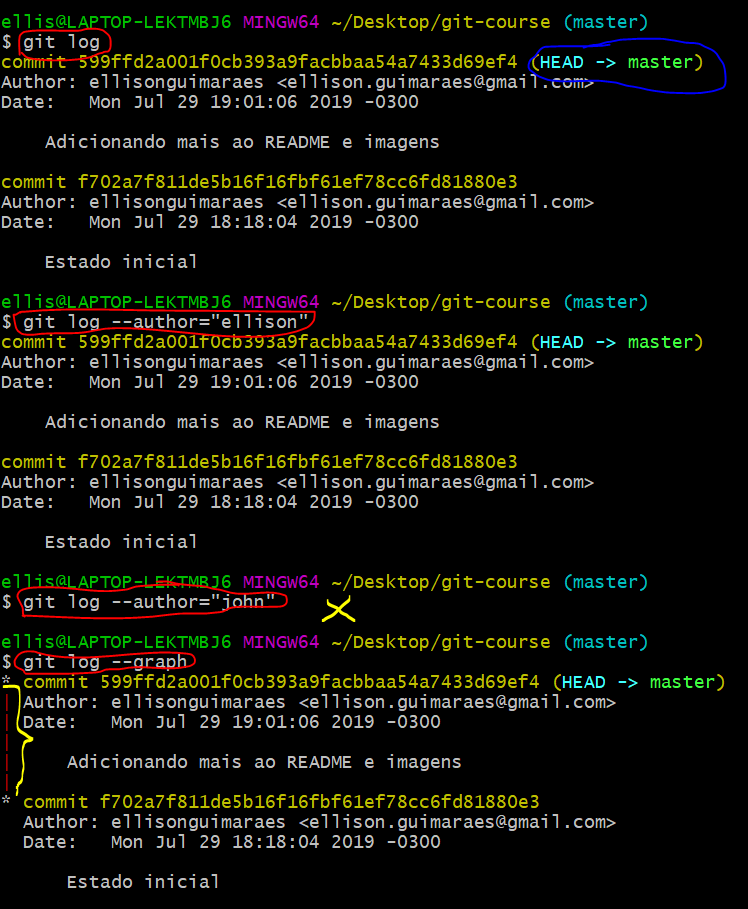 ellis@LAPTOP-LEKTMBJ6 MINGW64 ~/Desktop/git-course (master)
$ git log
commit 599ffd2a001f0cb393a9facbbaa54a7433d69ef4 (HEAD -> master)
Author: ellisonguimaraes <ellison.guimaraes@gmail.com>
Date:   Mon Jul 29 19:01:06 2019 -0300
    Adicionando mais ao README e imagens
commit f702a7f811de5b16f16fbf61ef78cc6fd81880e3
Author: ellisonguimaraes <ellison.guimaraes@gmail.com>
Date:   Mon Jul 29 18:18:04 2019 -0300
    Estado inicial
ellis@LAPTOP-LEKTMBJ6 MINGW64 ~/Desktop/git-course (master)
$ git log --author="ellison"
commit 599ffd2a001f0cb393a9facbbaa54a7433d69ef4 (HEAD -> master)
Author: ellisonguimaraes <ellison.guimaraes@gmail.com>
Date:   Mon Jul 29 19:01:06 2019 -0300
    Adicionando mais ao README e imagens
commit f702a7f811de5b16f16fbf61ef78cc6fd81880e3
Author: ellisonguimaraes <ellison.guimaraes@gmail.com>
Date:   Mon Jul 29 18:18:04 2019 -0300
    Estado inicial
ellis@LAPTOP-LEKTMBJ6 MINGW64 ~/Desktop/git-course (master)
$ git log --author="john"
ellis@LAPTOP-LEKTMBJ6 MINGW64 ~/Desktop/git-course (master)
$ git log --graph
* commit 599ffd2a001f0cb393a9facbbaa54a7433d69ef4 (HEAD -> master)
| Author: ellisonguimaraes <ellison.guimaraes@gmail.com>
| Date:   Mon Jul 29 19:01:06 2019 -0300
|
|     Adicionando mais ao README e imagens
|
* commit f702a7f811de5b16f16fbf61ef78cc6fd81880e3
  Author: ellisonguimaraes <ellison.guimaraes@gmail.com>
  Date:   Mon Jul 29 18:18:04 2019 -0300
      Estado inicial